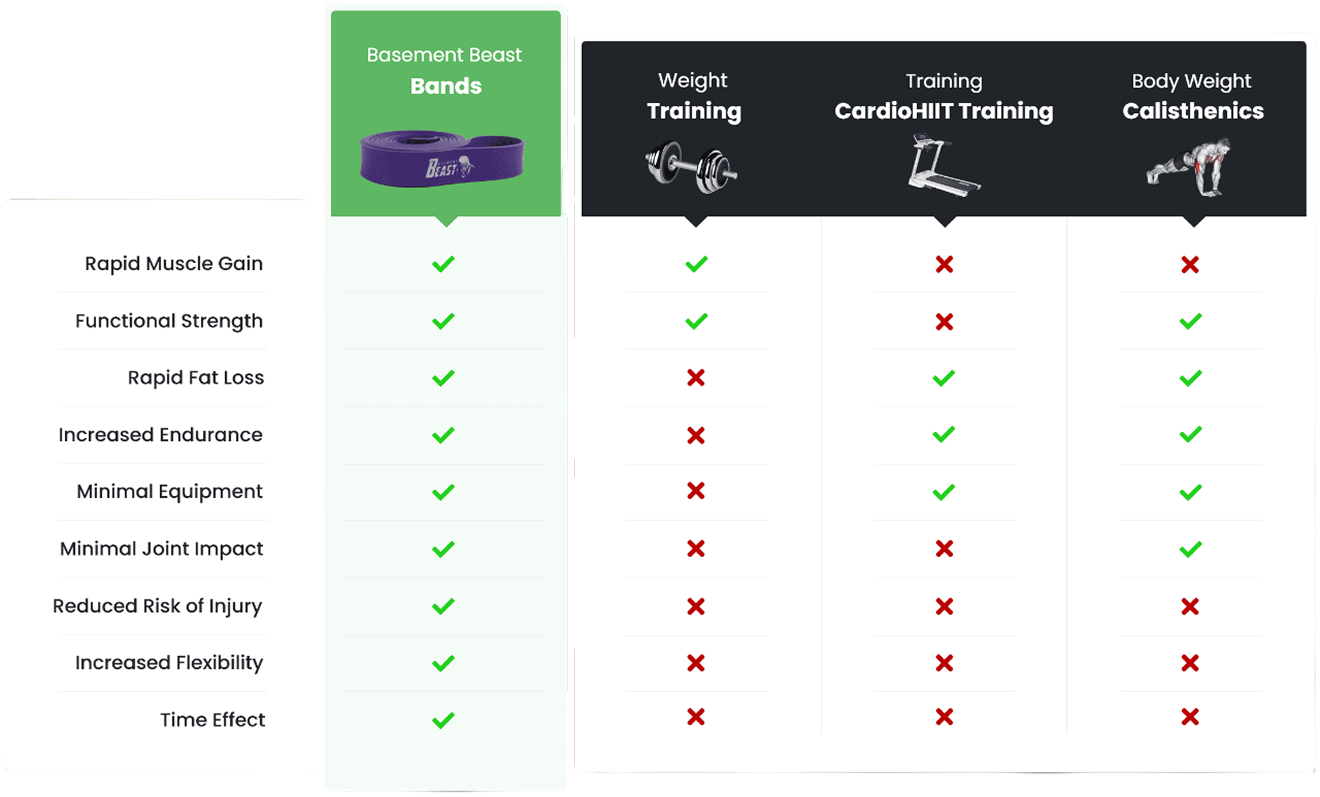 Basement Beast
Bands
BEAST
Weight
Training
Training
CardioHIIT Training
Body Weight
Calisthenics
Rapid Muscle Gain
Functional Strength
Rapid Fat Loss
Increased Endurance
Minimal Equipment
Minimal Joint Impact
Reduced Risk of Injury
Increased Flexibility
Time Effect